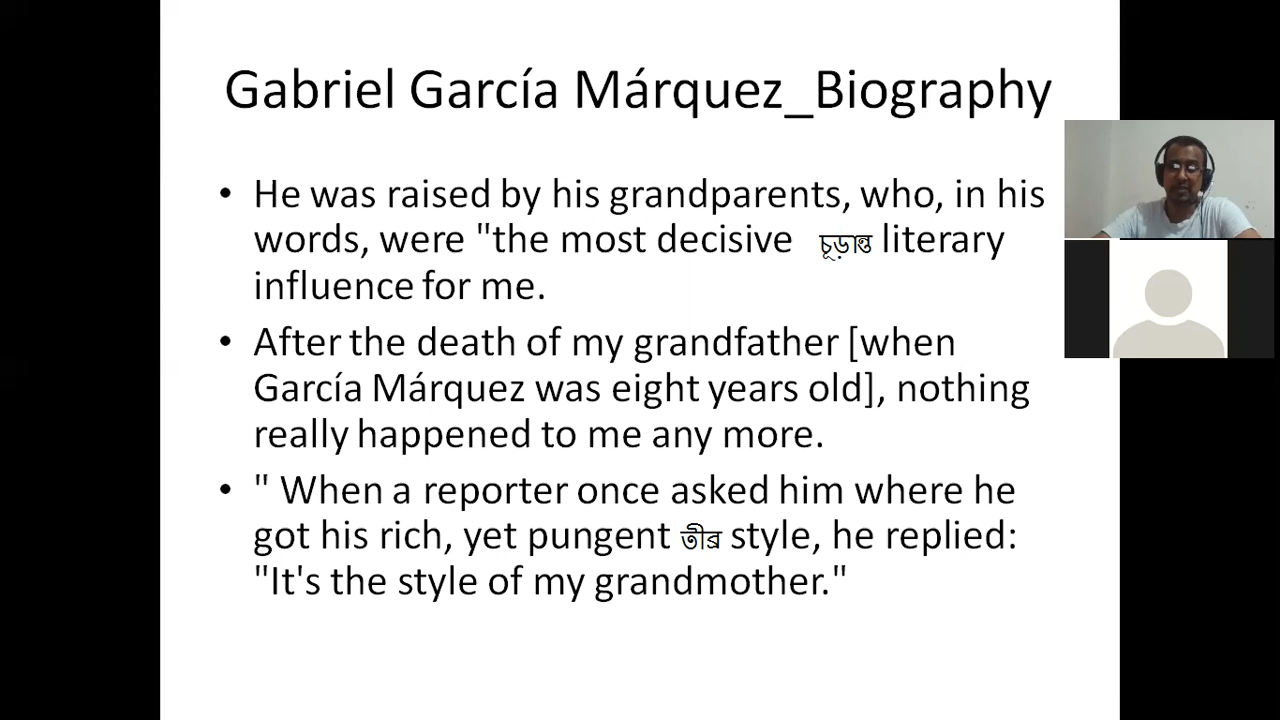 Gabriel García Márquez_Biography
• He was raised by his grandparents, who, in his
words, were "the most decisive চূড়ান্ত literary
influence for me.
• After the death of my grandfather [when
García Márquez was eight years old], nothing
really happened to me any more.
• " When a reporter once asked him where he
got his rich, yet pungent তীব্র style, he replied:
"It's the style of my grandmother."